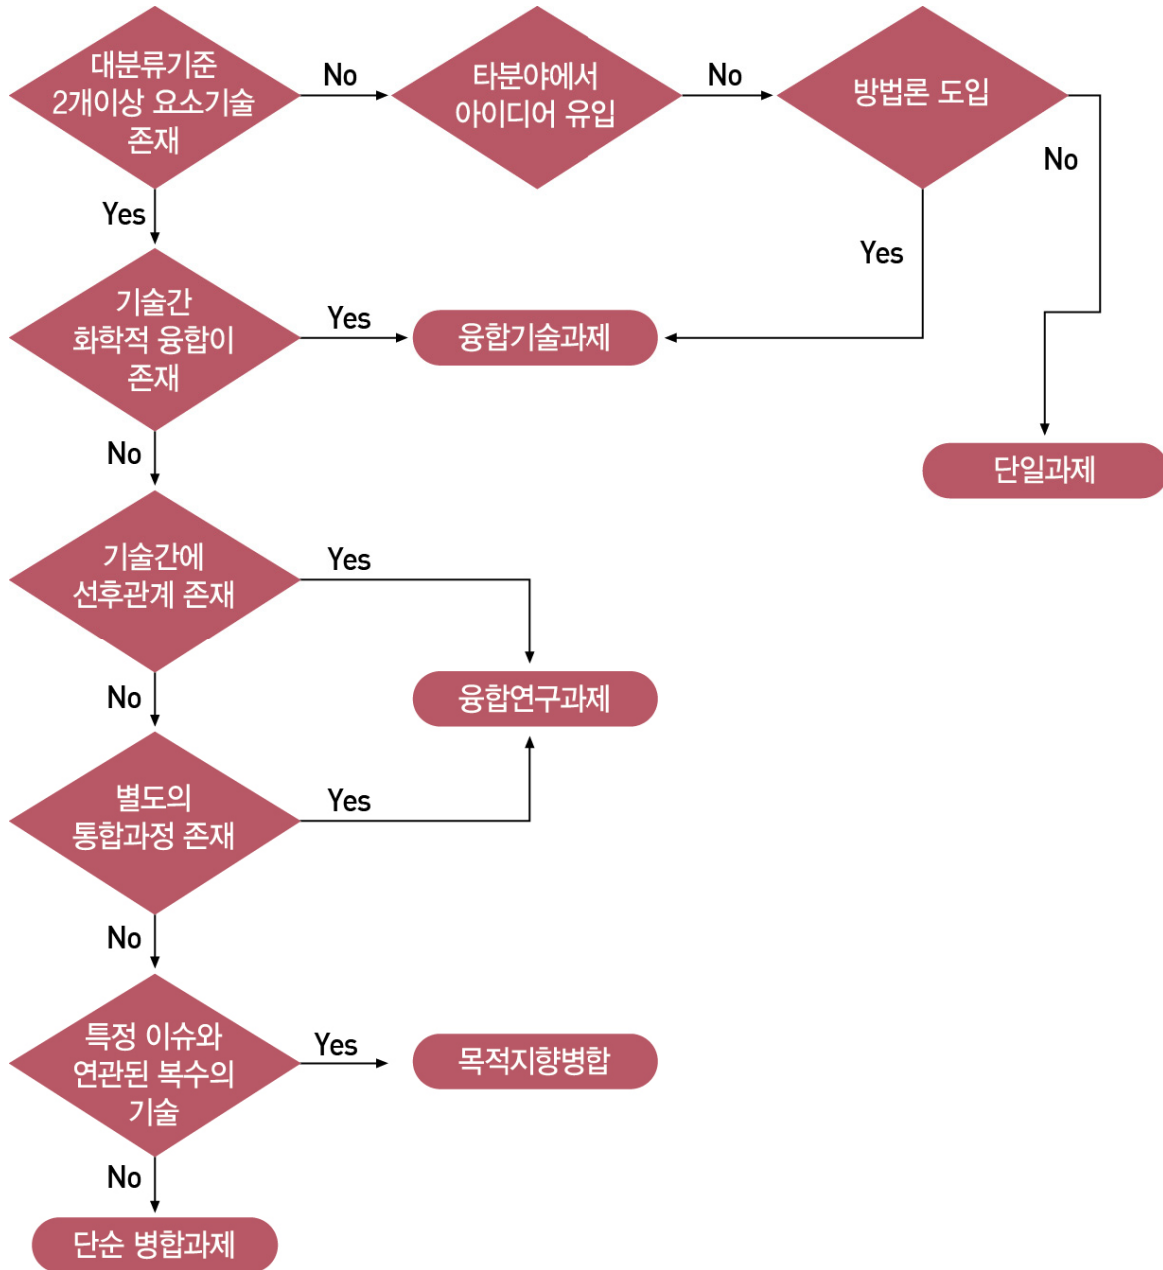 대분류기준
2개이상 요소기술
존재
No
타분야에서
아이디어 유입
No
방법론 도입
No
Yes
Yes
기술간
화학적 융합이
존재
Yes
융합기술과제
No
단일과제
기술간에
선후관계 존재
Yes
No
융합연구과제
별도의
통합과정 존재
Yes
No
특정 이슈와
연관된 복수의
기술
Yes
목적지향병합
No
단순 병합과제